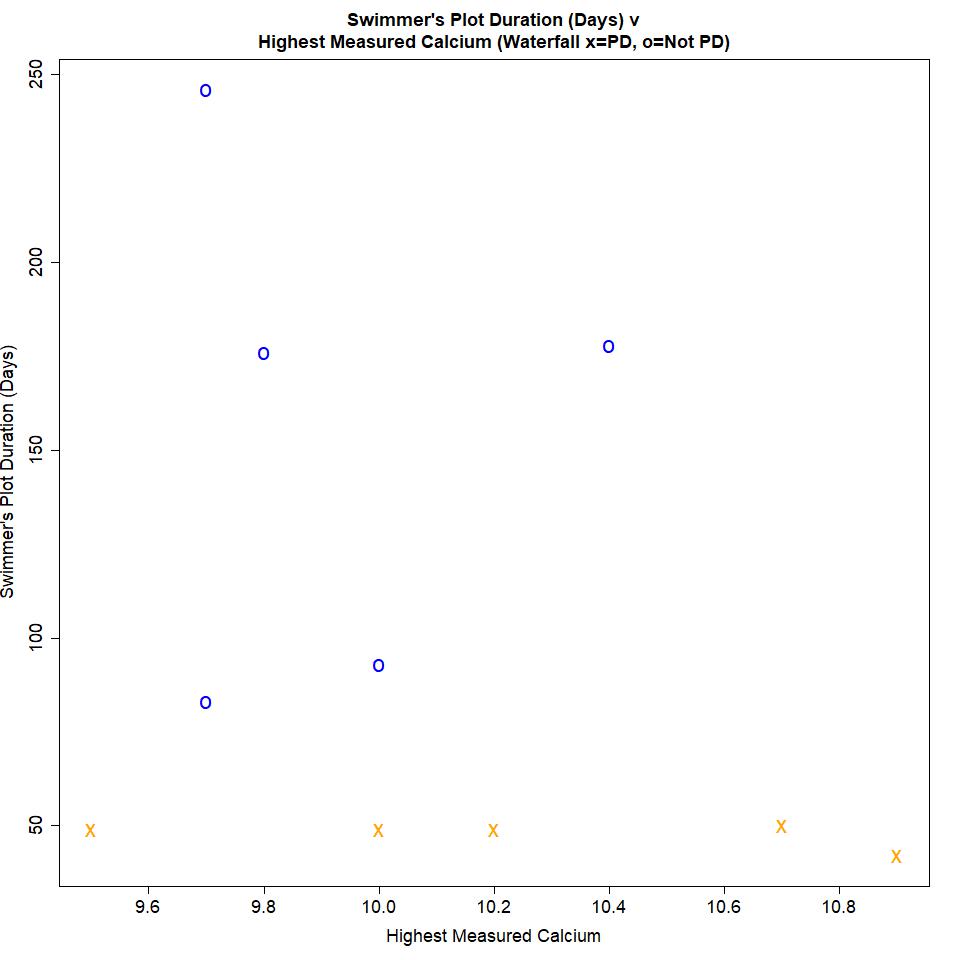 Swimmer's Plot Duration (Days) v
Highest Measured Calcium (Waterfall x=PD, o=Not PD)
Swimmer's Plot Duration (Days)
250
200
150
100
50
o
o
o
o
o
x
x
x
x
x
9.6 9.8 10.0 10.2 10.4 10.6 10.8
Highest Measured Calcium